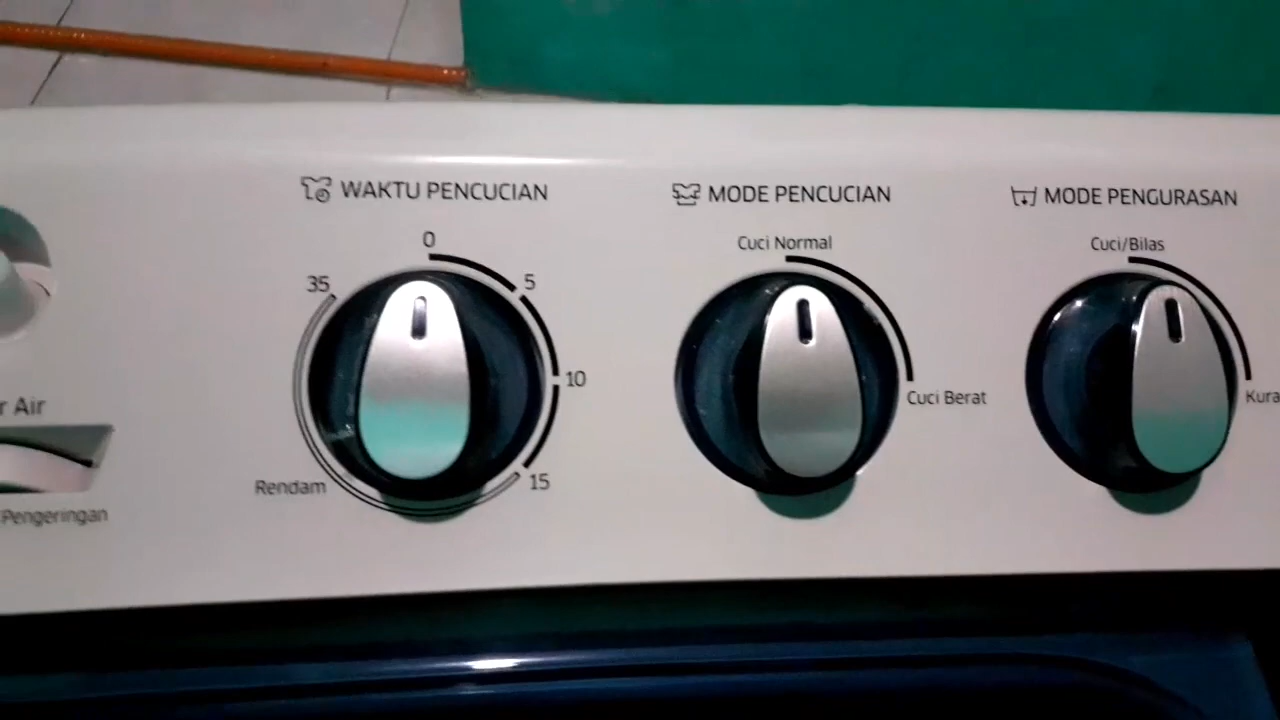 WAKTU PENCUCIAN
0
5
10
15
Rendam
35
MODE PENCUCIAN
Cuci Normal
Cuci Berat
MODE PENGURASAN
Cuci/Bilas
Air
Pengeringan